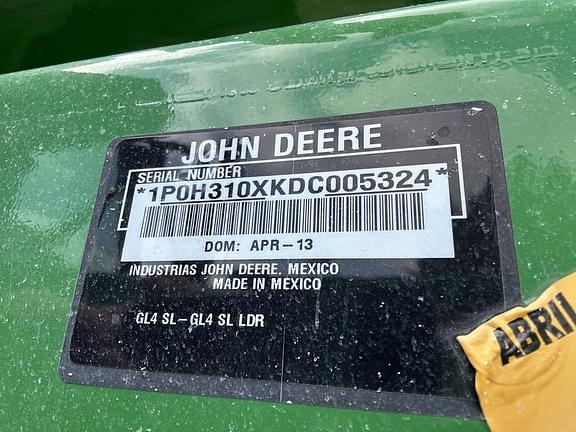 JOHN DEERE
SERIAL NUMBER
*1P0H310XKDC005324*
DOM: APR-13
INDUSTRIAS JOHN DEERE, MEXICO
MADE IN MEXICO
GL4 SL-GL4 SL LDR
ABRIL